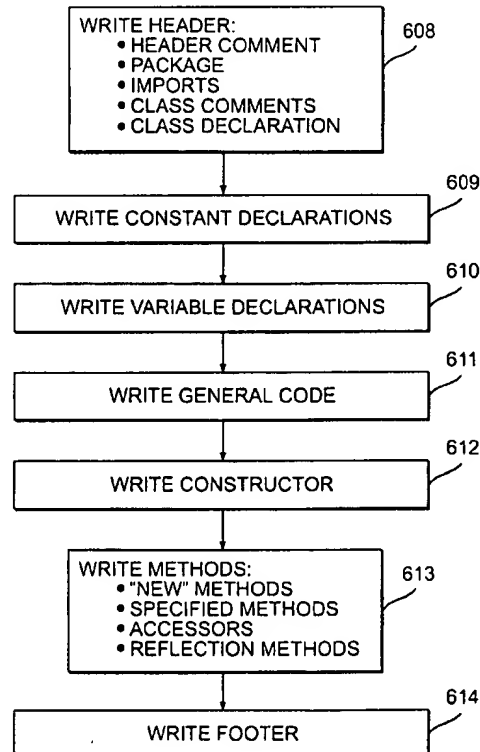 WRITE HEADER:
• HEADER COMMENT
• PACKAGE
• IMPORTS
• CLASS COMMENTS
• CLASS DECLARATION
608
WRITE CONSTANT DECLARATIONS
609
WRITE VARIABLE DECLARATIONS
610
WRITE GENERAL CODE
611
WRITE CONSTRUCTOR
612
WRITE METHODS:
• "NEW" METHODS
• SPECIFIED METHODS
• ACCESSORS
• REFLECTION METHODS
613
WRITE FOOTER
614